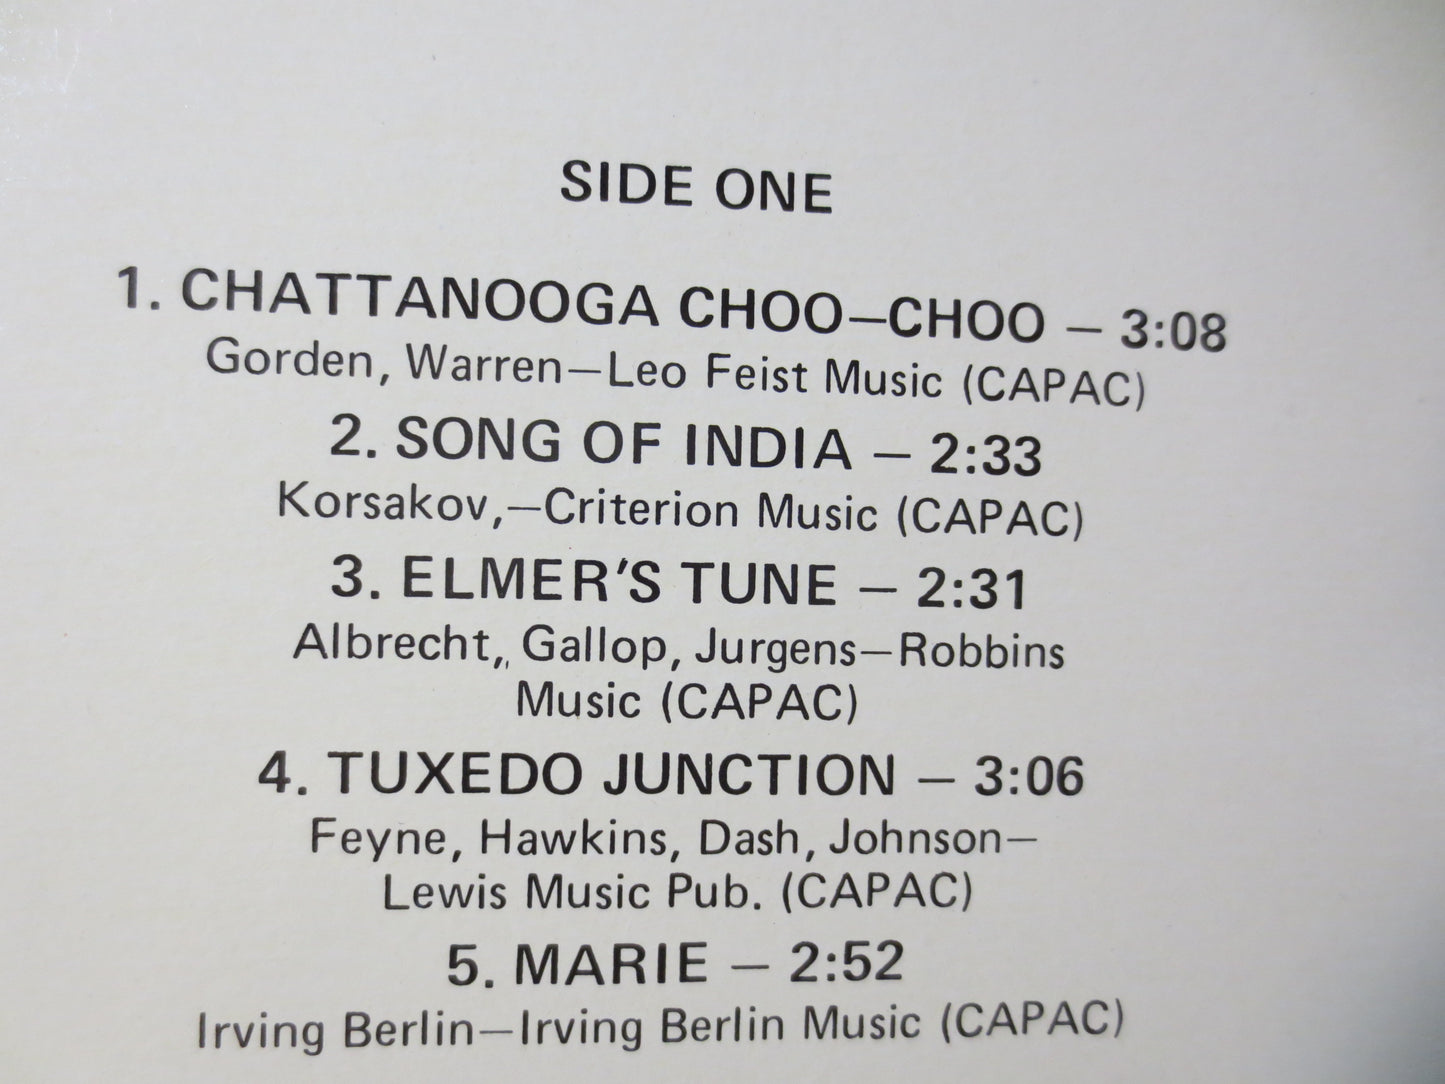 SIDE ONE
1. CHATTANOOGA CHOO—CHOO — 3:08
Gorden, Warren—Leo Feist Music (CAPAC)
2. SONG OF INDIA — 2:33
Korsakov,—Criterion Music (CAPAC)
3. ELMER'S TUNE — 2:31
Albrecht,, Gallop, Jurgens—Robbins
Music (CAPAC)
4. TUXEDO JUNCTION — 3:06
Feyne, Hawkins, Dash, Johnson—
Lewis Music Pub. (CAPAC)
5. MARIE — 2:52
Irving Berlin—Irving Berlin Music (CAPAC)